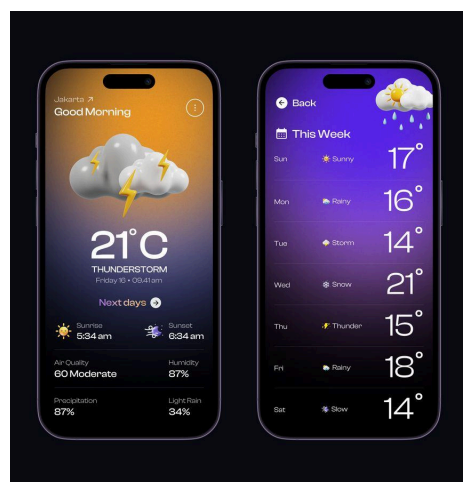 Jakarta ↗
Good Morning
21°C
THUNDERSTORM
Friday 16 • 09.41am
Next days
Sunrise
5:34 am
Sunset
6:34 am
Air Quality
60 Moderate
Humidity
87%
Precipitation
87%
Light Rain
34%
Back
This Week
Sun Sunny 17°
Mon Rainy 16°
Tue Storm 14°
Wed Snow 21°
Thu Thunder 15°
Fri Rainy 18°
Sat Slow 14°